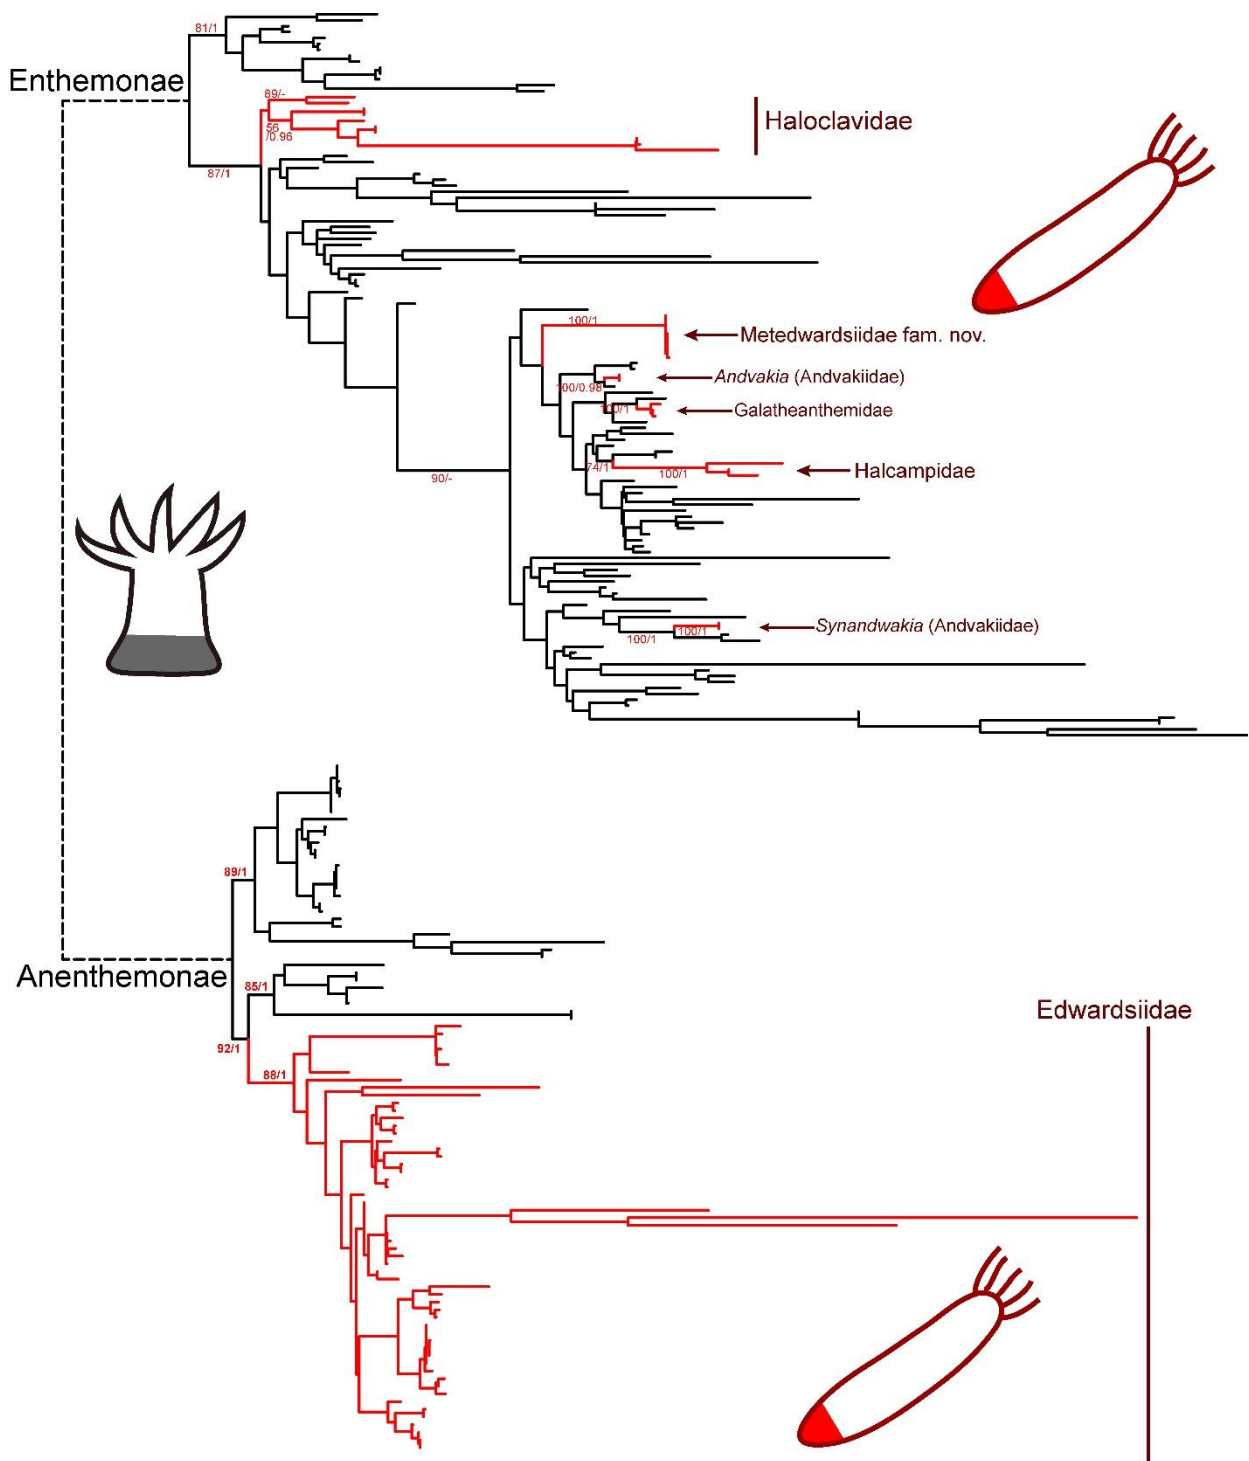 81/1
Enthemonae
89/-
56
/0.96
Haloclavidae
87/1
100/1
Metedwardsiidae fam. nov.
100/0.98
Andvakia (Andvakiidae)
100/1
Galatheanthemidae
74/1
100/1
Halcampidae
90/-
100/1
100/1
Synandwakia (Andvakiidae)
89/1
Anenthemonae
85/1
Edwardsiidae
92/1
88/1